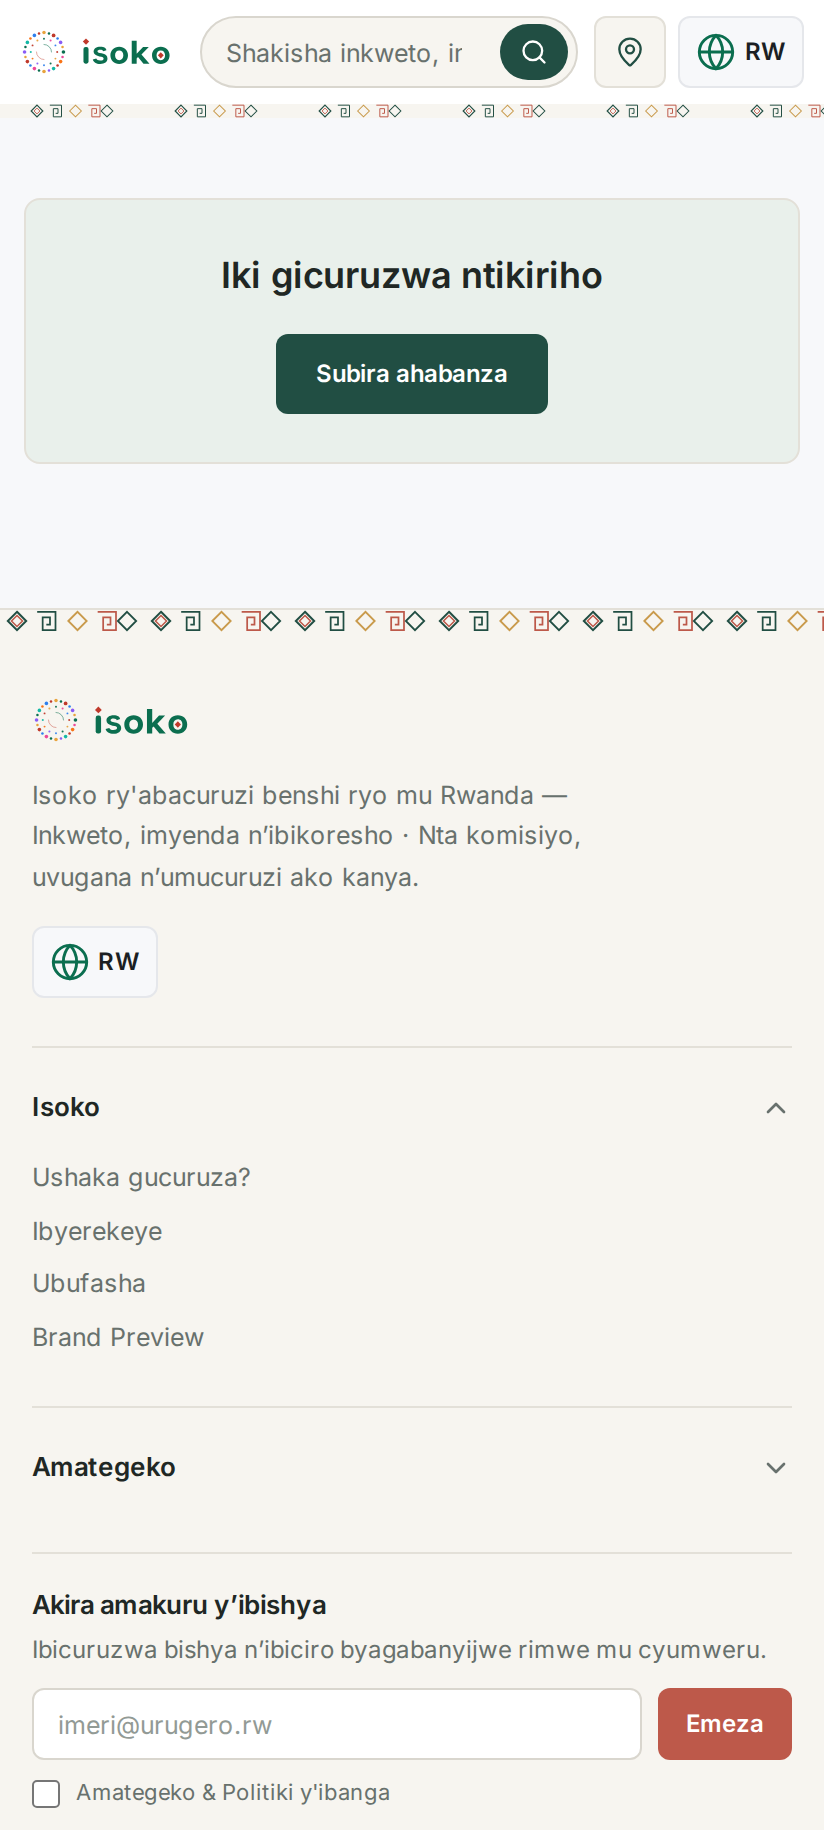 isoko
Shakisha inkweto, ir
RW
Iki gicuruzwa ntikiriho
Subira ahabanza
isoko
Isoko ry'abacuruzi benshi ryo mu Rwanda —
Inkweto, imyenda n’ibikoresho · Nta komisiyo,
uvugana n’umucuruzi ako kanya.
RW
Isoko
Ushaka gucuruza?
Ibyerekeye
Ubufasha
Brand Preview
Amategeko
Akira amakuru y’ibishya
Ibicuruzwa bishya n’ibiciro byagabanyijwe rimwe mu cyumweru.
imeri@urugero.rw
Emeza
Amategeko & Politiki y'ibanga